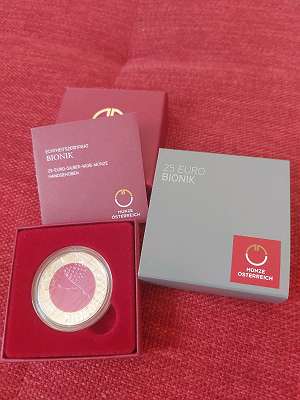 ECHTHEITSZERTIFIKAT
BIONIK
25-EURO-SILBER-NIOB-MÜNZE
HANDGEHOBEN
MÜNZE
ÖSTERREICH
25 EURO
BIONIK
MÜNZE
ÖSTERREICH